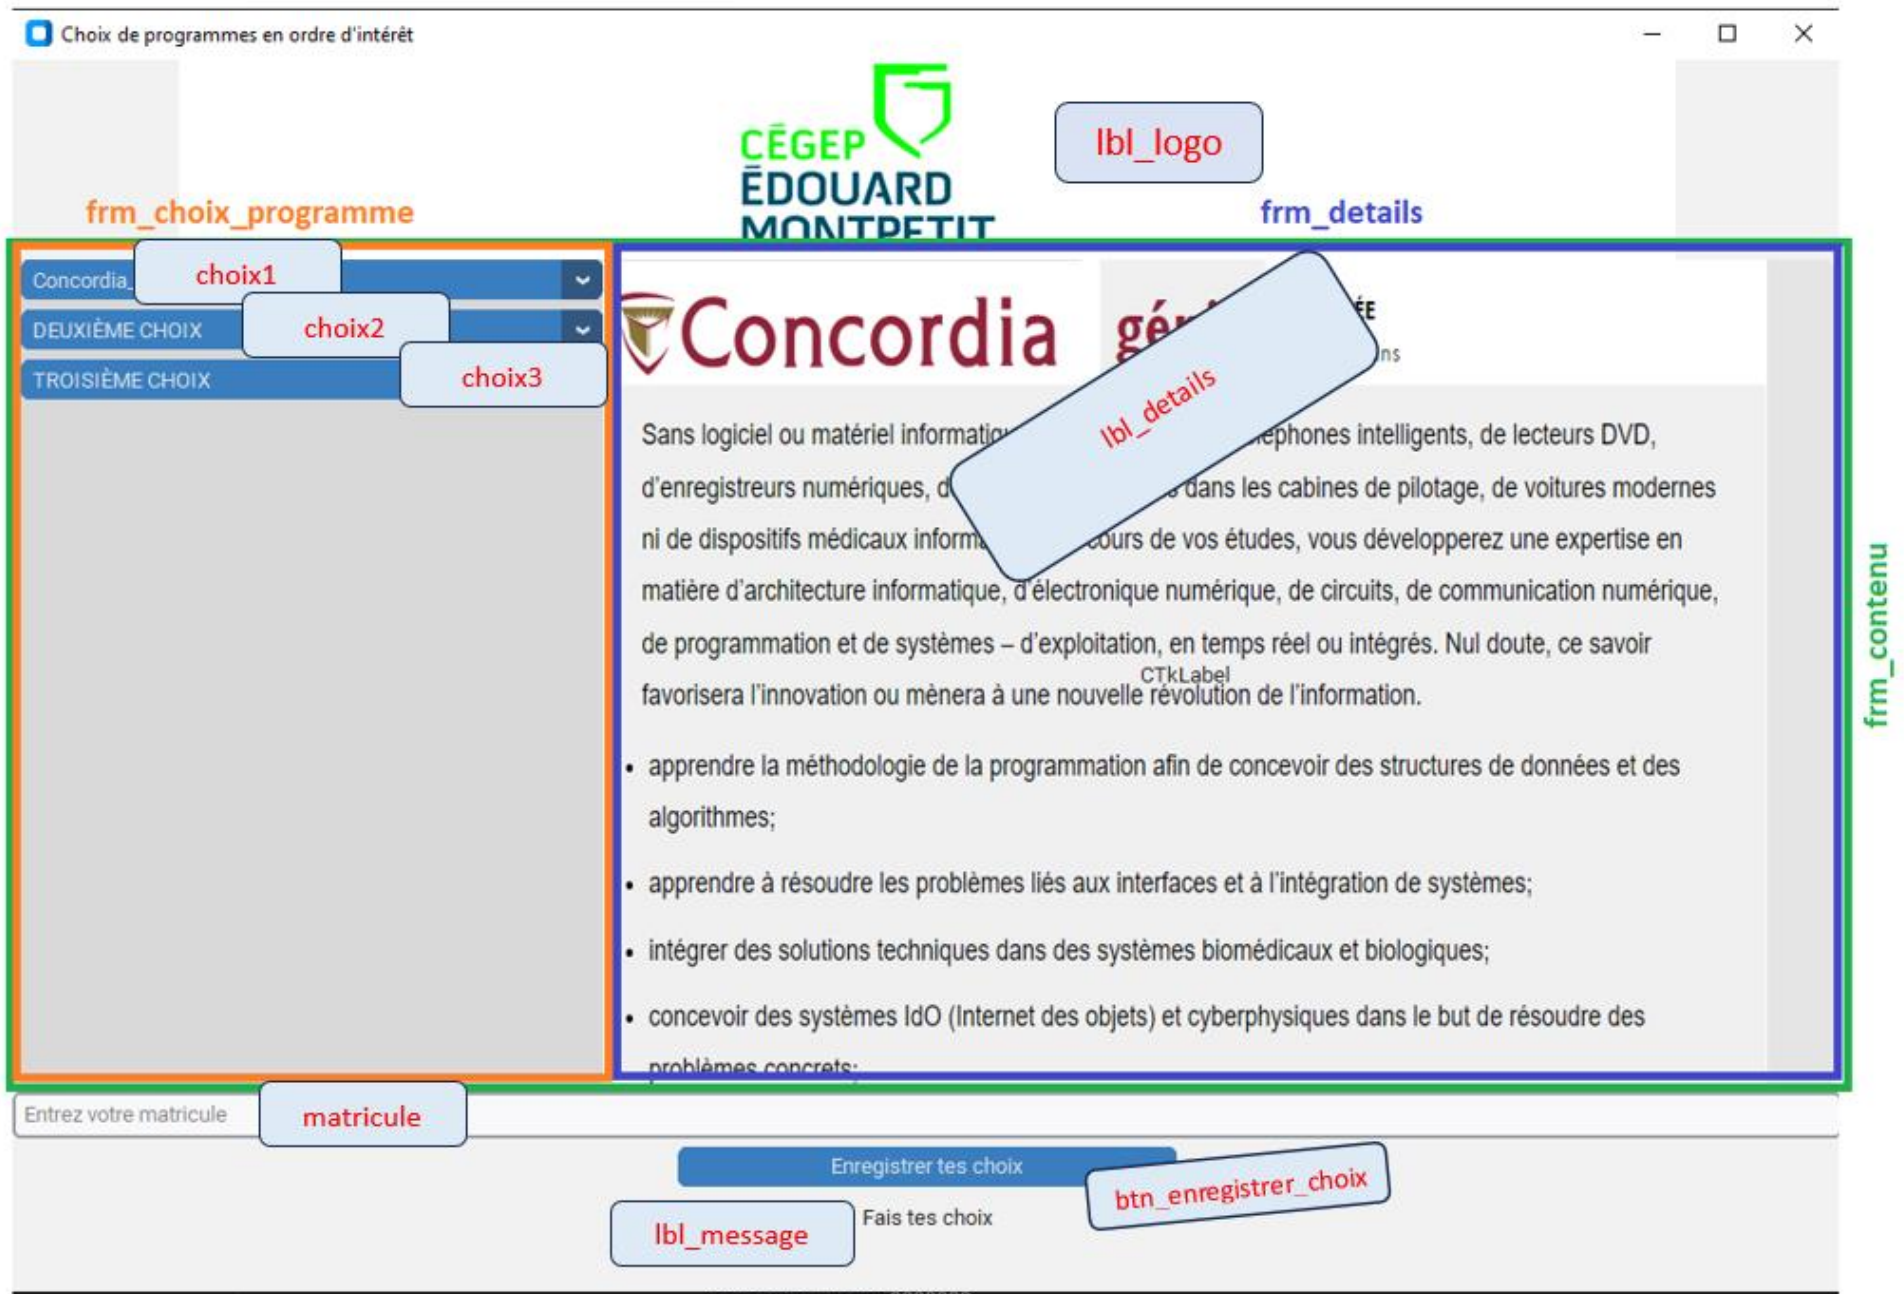 Choix de programmes en ordre d'intérêt
CÉGEP
ÉDOUARD
MONTPETIT
lbl_logo
frm_choix_programme
frm_details
Concordia_
choix1
DEUXIÈME CHOIX
choix2
TROISIÈME CHOIX
choix3
Concordia
lbl_details
Sans logiciel ou matériel intelligents, de lecteurs DVD,
d'enregistreurs numériques, dans les cabines de pilotage, de voitures modernes
ni de dispositifs médicaux de vos études, vous développerez une expertise en
matière d'architecture informatique, d'électronique numérique, de circuits, de communication numérique,
de programmation et de systèmes – d'exploitation, en temps réel ou intégrés. Nul doute, ce savoir
CTkLabel
favorisera l'innovation ou mènera à une nouvelle révolution de l'information.
• apprendre la méthodologie de la programmation afin de concevoir des structures de données et des
algorithmes;
• apprendre à résoudre les problèmes liés aux interfaces et à l'intégration de systèmes;
• intégrer des solutions techniques dans des systèmes biomédicaux et biologiques;
• concevoir des systèmes IdO (Internet des objets) et cyberphysiques dans le but de résoudre des
problèmes concrets;
frm_contenu
Entrez votre matricule
matricule
Enregistrer tes choix
btn_enregistrer_choix
lbl_message
Fais tes choix